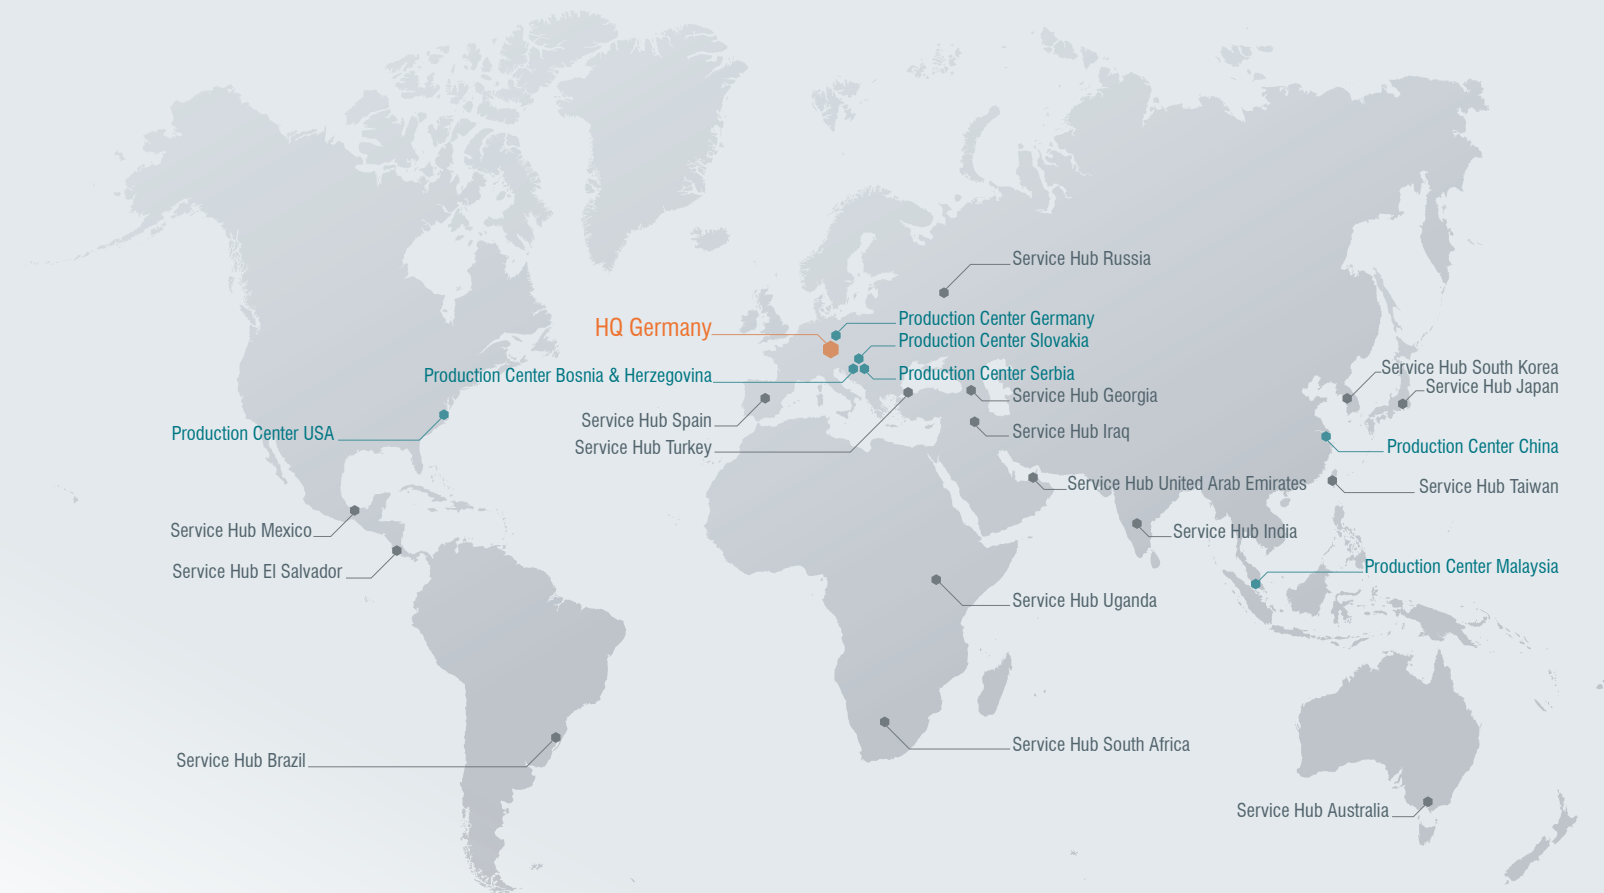 Service Hub Russia
HQ Germany
Production Center Germany
Production Center Slovakia
Production Center Bosnia & Herzegovina
Production Center Serbia
Service Hub South Korea
Service Hub Japan
Service Hub Georgia
Service Hub Spain
Production Center USA
Service Hub Iraq
Service Hub Turkey
Production Center China
Service Hub United Arab Emirates
Service Hub Taiwan
Service Hub Mexico
Service Hub India
Service Hub El Salvador
Production Center Malaysia
Service Hub Uganda
Service Hub South Africa
Service Hub Brazil
Service Hub Australia